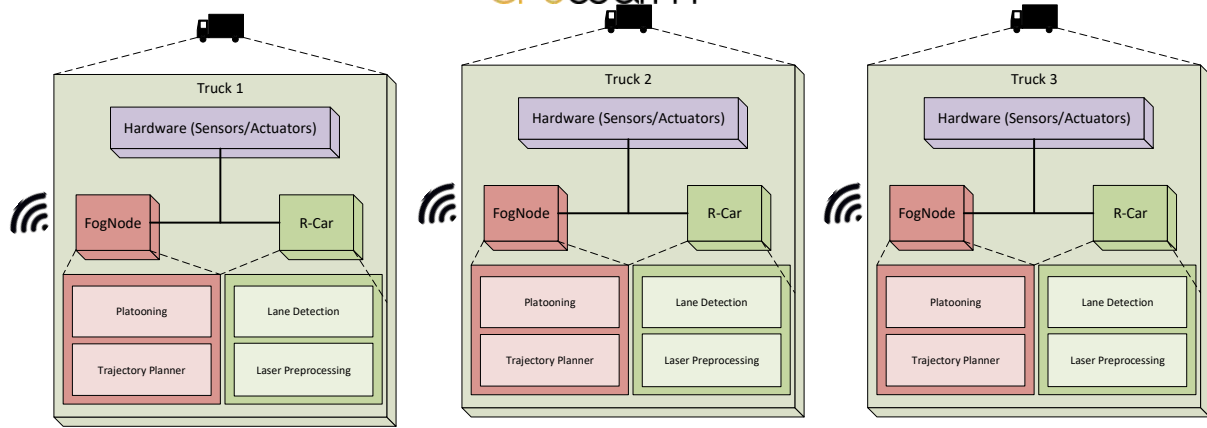 Truck 1
Hardware (Sensors/Actuators)
FogNode
R-Car
Platooning
Lane Detection
Trajectory Planner
Laser Preprocessing
Truck 2
Hardware (Sensors/Actuators)
FogNode
R-Car
Platooning
Lane Detection
Trajectory Planner
Laser Preprocessing
Truck 3
Hardware (Sensors/Actuators)
FogNode
R-Car
Platooning
Lane Detection
Trajectory Planner
Laser Preprocessing